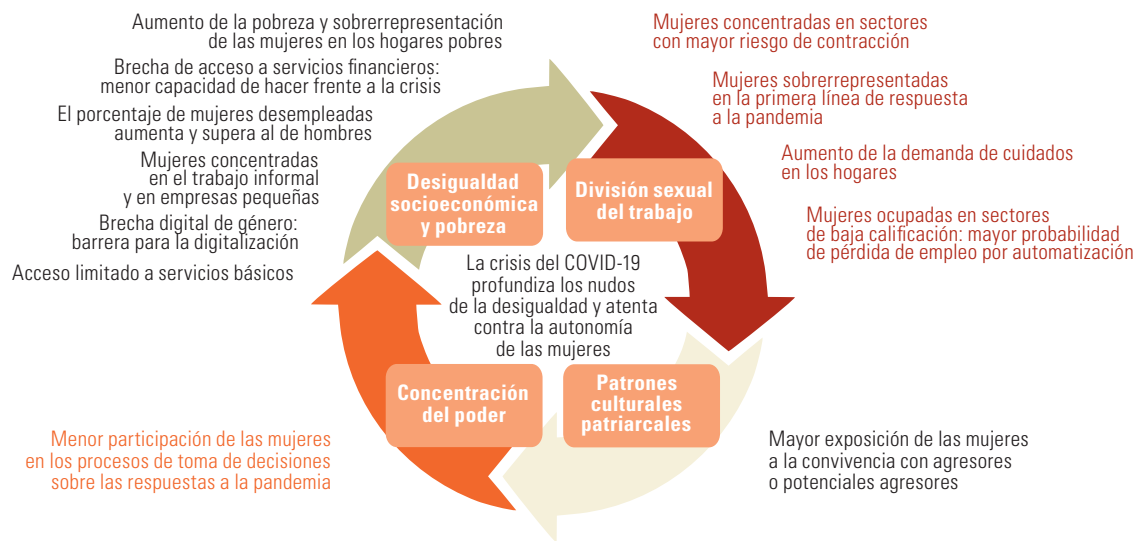 Aumento de la pobreza y sobrerrepresentación
de las mujeres en los hogares pobres
Brecha de acceso a servicios financieros:
menor capacidad de hacer frente a la crisis
El porcentaje de mujeres desempleadas
aumenta y supera al de hombres
Mujeres concentradas
en el trabajo informal
y en empresas pequeñas
Brecha digital de género:
barrera para la digitalización
Acceso limitado a servicios básicos
Desigualdad
socioeconómica
y pobreza
Mujeres concentradas en sectores
con mayor riesgo de contracción
Mujeres sobrerrepresentadas
en la primera línea de respuesta
a la pandemia
Aumento de la demanda de cuidados
en los hogares
Mujeres ocupadas en sectores
de baja calificación: mayor probabilidad
de pérdida de empleo por automatización
División sexual
del trabajo
La crisis del COVID-19
profundiza los nudos
de la desigualdad y atenta
contra la autonomía
de las mujeres
Concentración
del poder
Menor participación de las mujeres
en los procesos de toma de decisiones
sobre las respuestas a la pandemia
Patrones
culturales
patriarcales
Mayor exposición de las mujeres
a la convivencia con agresores
o potenciales agresores